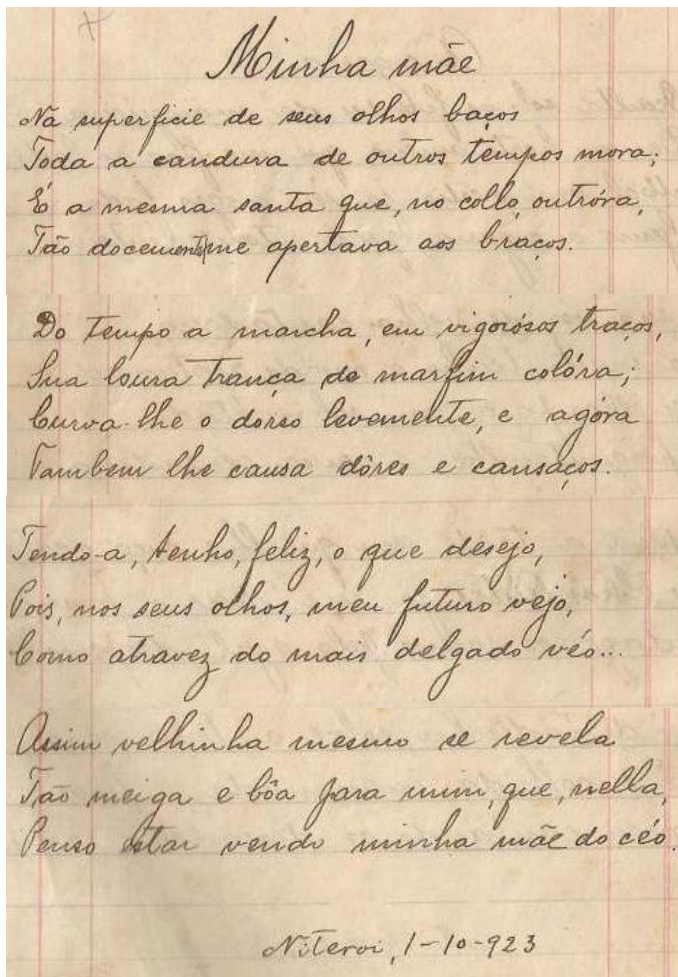 Minha mãe
Na superficie de seus olhos baços
Toda a candura de outros tempos mora;
É a mesma santa que, no collo, outróra,
Tão docemente me apertava aos braços.
Do tempo a marcha, em vigorósos traços,
Sua loura trança de marfim colóra;
Curva-lhe o dorso levemente, e agóra
Tambem lhe causa dôres e cansaços.
Tendo-a, tenho, feliz, o que desejo,
Pois, nos seus olhos, meu futuro vejo,
Como atravez do mais delgado véo...
Assim velhinha mesmo se revela
Tão meiga e bôa para mim, que, nella,
Penso estar vendo minha mãe do céo.
Niteroi, 1-10-923